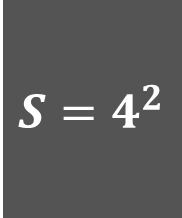 S = 4²